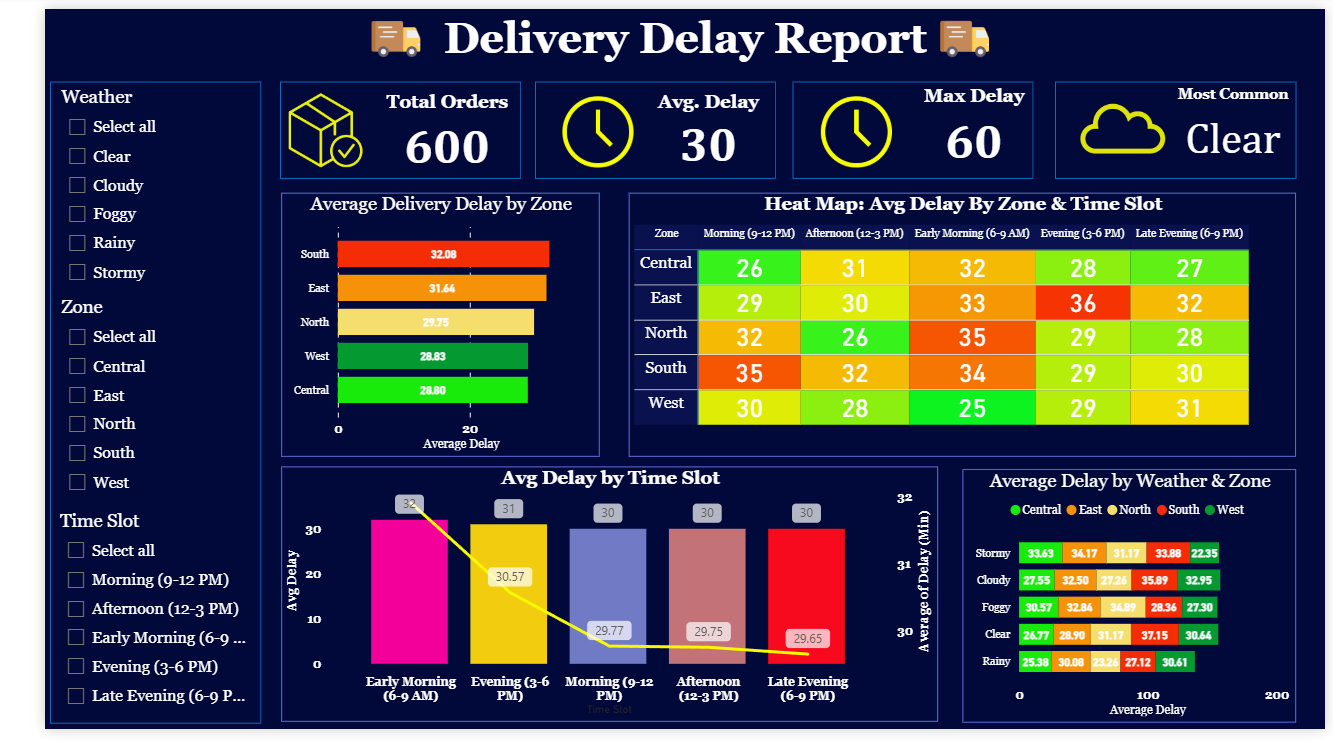 Delivery Delay Report
Weather
Select all
Clear
Cloudy
Foggy
Rainy
Stormy
Zone
Select all
Central
East
North
South
West
Time Slot
Select all
Morning (9-12 PM)
Afternoon (12-3 PM)
Early Morning (6-9 ...
Evening (3-6 PM)
Late Evening (6-9 P...
Total Orders
600
Avg. Delay
30
Max Delay
60
Most Common
Clear
Average Delivery Delay by Zone
South 32.08
East 31.64
North 29.75
West 28.83
Central 28.80
0 20
Average Delay
Heat Map: Avg Delay By Zone & Time Slot
Zone Morning (9-12 PM) Afternoon (12-3 PM) Early Morning (6-9 AM) Evening (3-6 PM) Late Evening (6-9 PM)
Central 26 31 32 28 27
East 29 30 33 36 32
North 32 26 35 29 28
South 35 32 34 29 30
West 30 28 25 29 31
Avg Delay by Time Slot
Avg Delay
30
20
10
0
32 31 30 30 30
30.57 29.77 29.75 29.65
32
31
30
Average of Delay (Min)
Early Morning (6-9 AM)
Evening (3-6 PM)
Morning (9-12 PM)
Afternoon (12-3 PM)
Late Evening (6-9 PM)
Time Slot
Average Delay by Weather & Zone
Central East North South West
Stormy 33.63 34.17 31.17 33.88 22.35
Cloudy 27.55 32.50 27.26 35.89 32.95
Foggy 30.57 32.84 34.89 28.36 27.30
Clear 26.77 28.90 31.17 37.15 30.64
Rainy 25.38 30.08 23.26 27.12 30.61
0 100 200
Average Delay